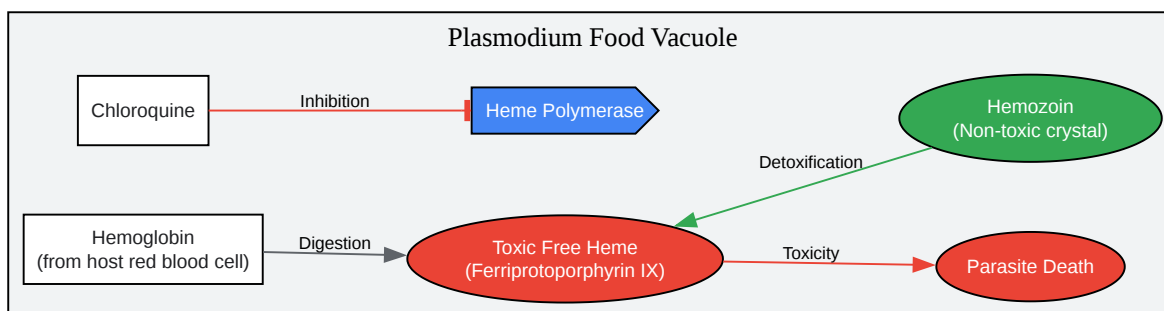 Plasmodium Food Vacuole
Chloroquine
Inhibition
Heme Polymerase
Hemozoin
(Non-toxic crystal)
Detoxification
Hemoglobin
(from host red blood cell)
Digestion
Toxic Free Heme
(Ferriprotoporphyrin IX)
Toxicity
Parasite Death